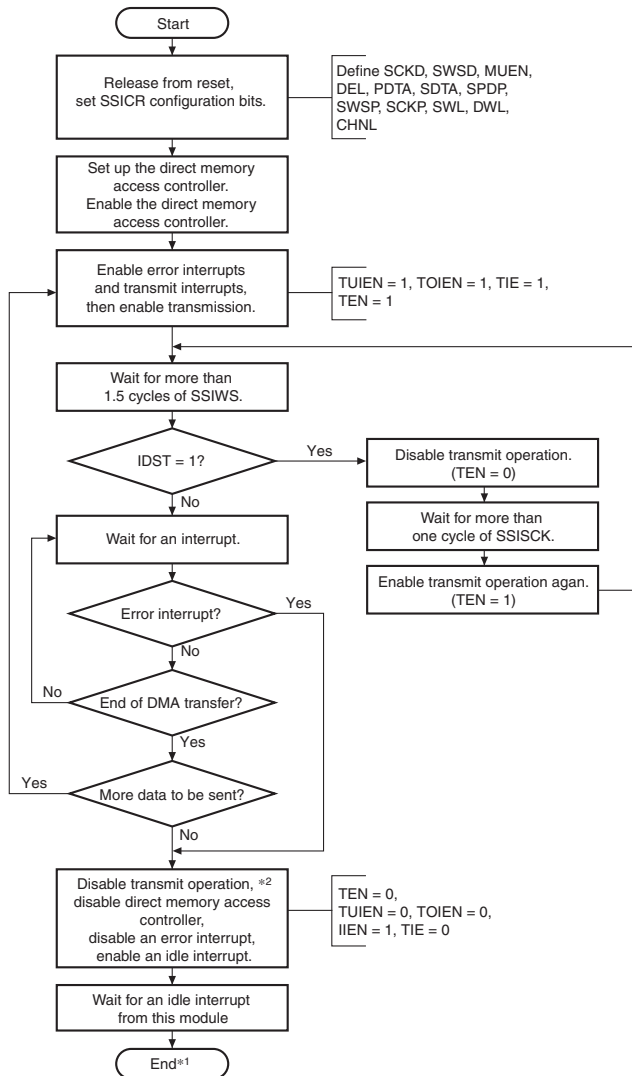 Start
Release from reset,
set SSICR configuration bits.
Define SCKD, SWSD, MUEN,
DEL, PDTA, SDTA, SPDP,
SWSP, SCKP, SWL, DWL,
CHNL
Set up the direct memory
access controller.
Enable the direct memory
access controller.
Enable error interrupts
and transmit interrupts,
then enable transmission.
TUIEN = 1, TOIEN = 1, TIE = 1,
TEN = 1
Wait for more than
1.5 cycles of SSIWS.
IDST = 1?
Yes
No
Disable transmit operation.
(TEN = 0)
Wait for more than
one cycle of SSISCK.
Enable transmit operation agan.
(TEN = 1)
Wait for an interrupt.
Error interrupt?
Yes
No
End of DMA transfer?
No
Yes
More data to be sent?
Yes
No
Disable transmit operation, *2
disable direct memory access
controller,
disable an error interrupt,
enable an idle interrupt.
TEN = 0,
TUIEN = 0, TOIEN = 0,
IIEN = 1, TIE = 0
Wait for an idle interrupt
from this module
End*1